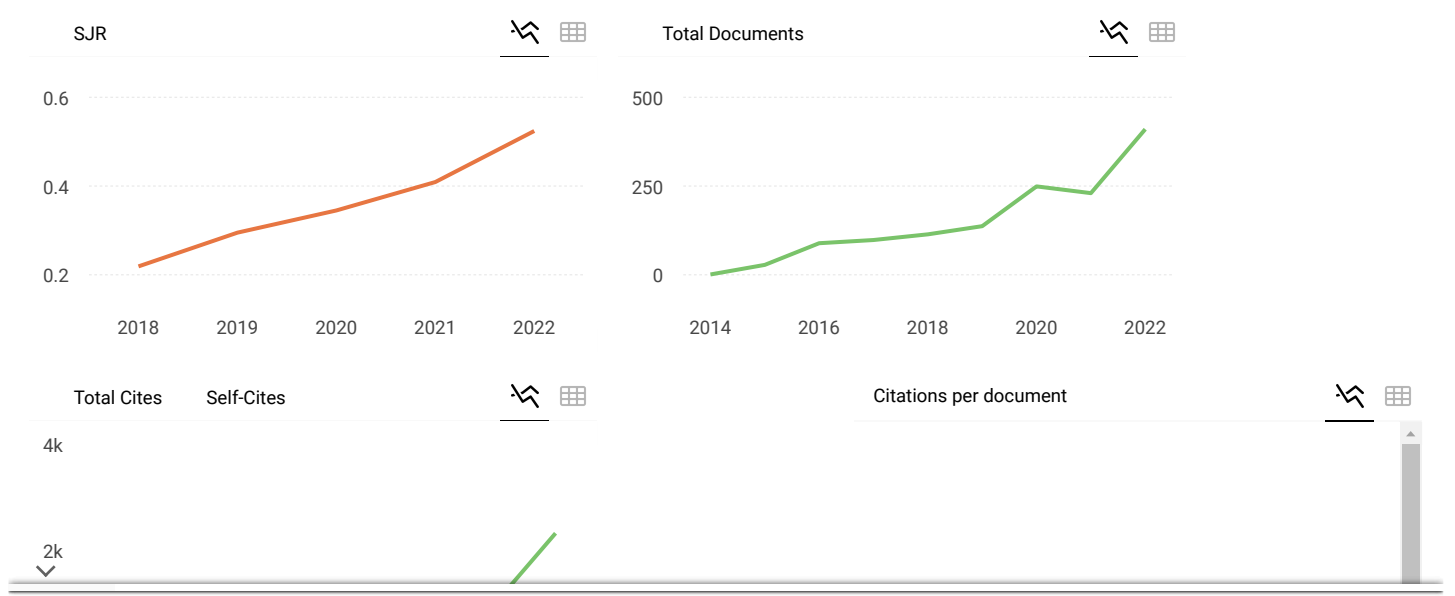 SJR
0.6
0.4
0.2
2018 2019 2020 2021 2022
Total Documents
500
250
0
2014 2016 2018 2020 2022
Total Cites Self-Cites
4k
2k
Citations per document